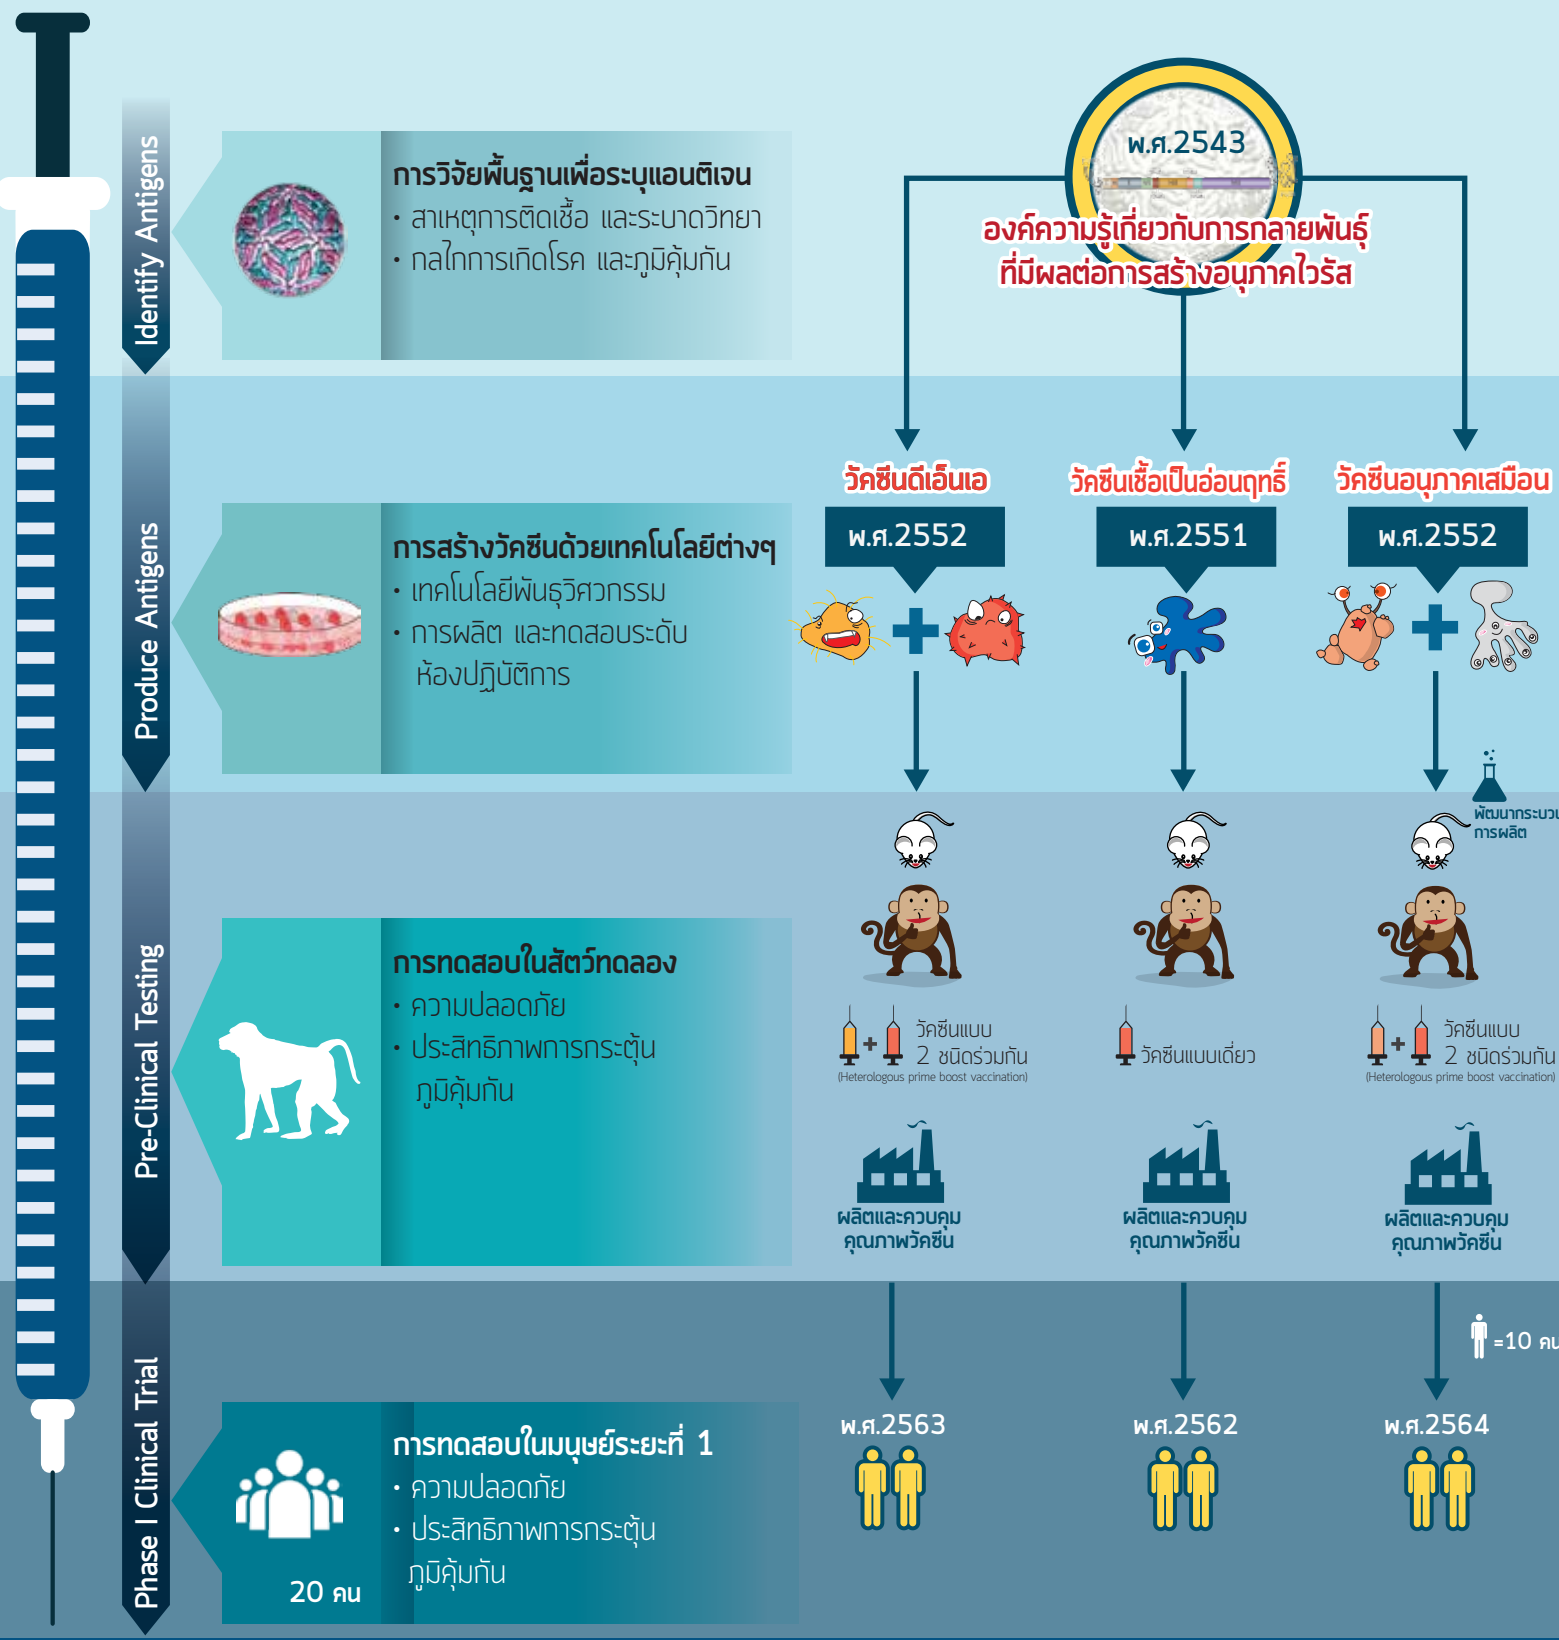 Identify Antigens
การวิจัยพื้นฐานเพื่อระบุแอนติเจน
• สาเหตุการติดเชื้อ และระบาดวิทยา
• กลไกการเกิดโรค และภูมิคุ้มกัน
พ.ศ.2543
องค์ความรู้เกี่ยวกับการกลายพันธุ์
ที่มีผลต่อการสร้างอนุภาคไวรัส
Produce Antigens
การสร้างวัคซีนด้วยเทคโนโลยีต่างๆ
• เทคโนโลยีพันธุวิศวกรรม
• การผลิต และทดสอบระดับ
ห้องปฏิบัติการ
วัคซีนดีเอ็นเอ
พ.ศ.2552
วัคซีนเชื้อเป็นอ่อนฤทธิ์
พ.ศ.2551
วัคซีนอนุภาคเสมือน
พ.ศ.2552
พัฒนากระบวน
การผลิต
Pre-Clinical Testing
การทดสอบในสัตว์ทดลอง
• ความปลอดภัย
• ประสิทธิภาพการกระตุ้น
ภูมิคุ้มกัน
+ วัคซีนแบบ
2 ชนิดร่วมกัน
(Heterologous prime boost vaccination)
วัคซีนแบบเดี่ยว
+ วัคซีนแบบ
2 ชนิดร่วมกัน
(Heterologous prime boost vaccination)
ผลิตและควบคุม
คุณภาพวัคซีน
ผลิตและควบคุม
คุณภาพวัคซีน
ผลิตและควบคุม
คุณภาพวัคซีน
Phase I Clinical Trial
การทดสอบในมนุษย์ระยะที่ 1
• ความปลอดภัย
• ประสิทธิภาพการกระตุ้น
ภูมิคุ้มกัน
20 คน
=10 คน
พ.ศ.2563
พ.ศ.2562
พ.ศ.2564